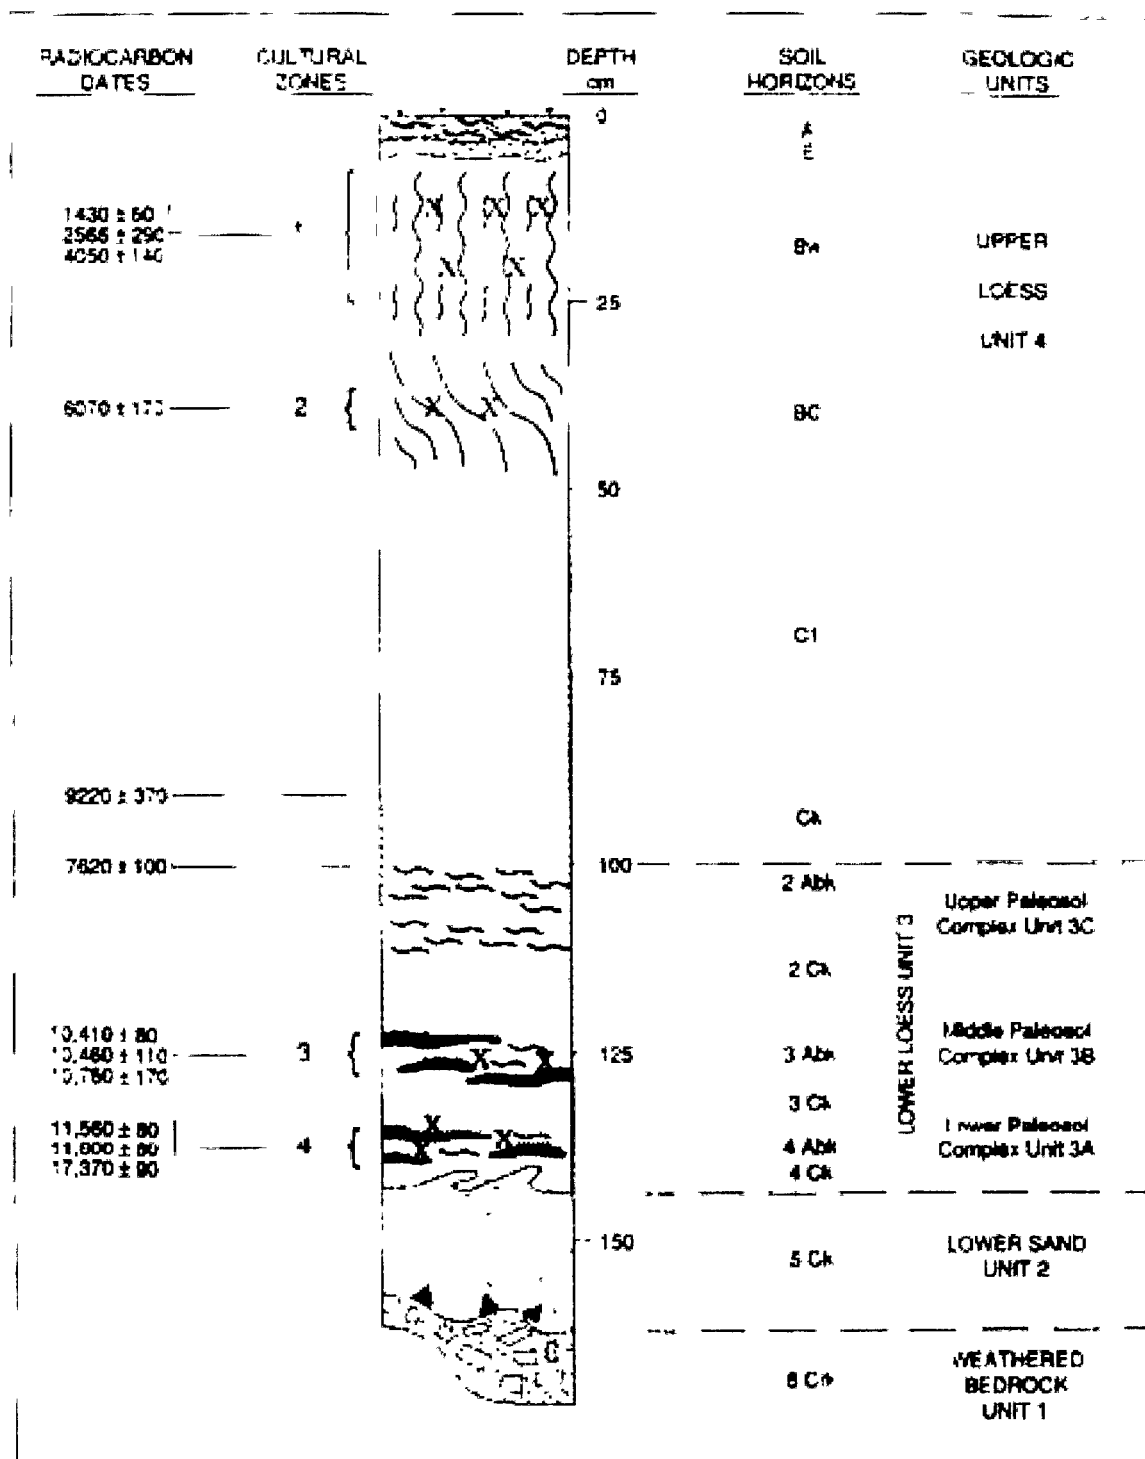 RADIOCARBON DATES
CULTURAL ZONES
DEPTH cm
SOIL HORIZONS
GEOLOGIC UNITS
0
A
E
1430 ± 60
2566 ± 290
4050 ± 140
1
Bw
UPPER
LOESS
UNIT 4
25
6070 ± 170
2
BC
50
C1
75
9220 ± 370
Ck
7620 ± 100
100
2 Abk
Upper Paleosol
Complex Unit 3C
LOWER LOESS UNIT 3
2 Ck
10,410 ± 80
10,460 ± 110
10,760 ± 170
3
125
3 Abk
Middle Paleosol
Complex Unit 3B
3 Ck
11,560 ± 80
11,600 ± 80
17,370 ± 90
4
4 Abk
4 Ck
Lower Paleosol
Complex Unit 3A
150
5 Ck
LOWER SAND
UNIT 2
WEATHERED
BEDROCK
UNIT 1